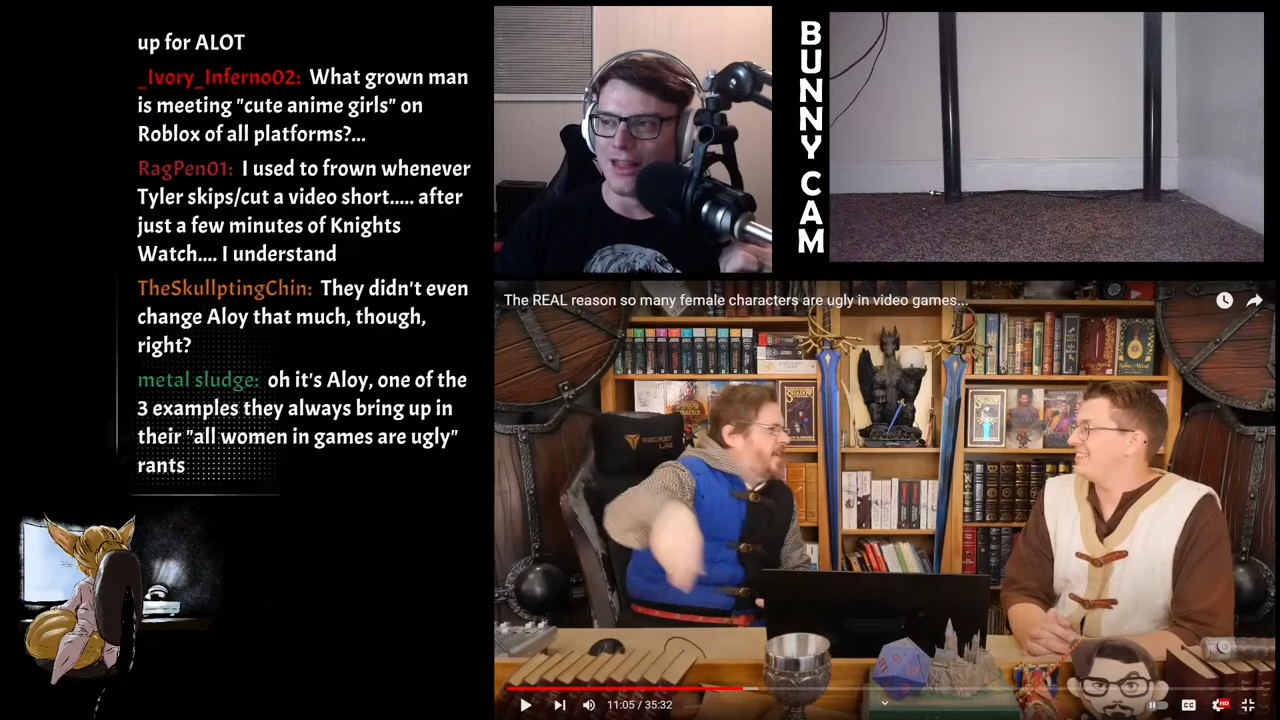 up for ALOT
_Ivory_Inferno02: What grown man
is meeting "cute anime girls" on
Roblox of all platforms?...
RagPen01: I used to frown whenever
Tyler skips/cut a video short..... after
just a few minutes of Knights
Watch.... I understand
TheSkullptingChin: They didn't even
change Aloy that much, though,
right?
metal sludge: oh it's Aloy, one of the
3 examples they always bring up in
their "all women in games are ugly"
rants
BUNNY CAM
The REAL reason so many female characters are ugly in video games...
SECRETLAB
11:05 / 35:32
CC
HD